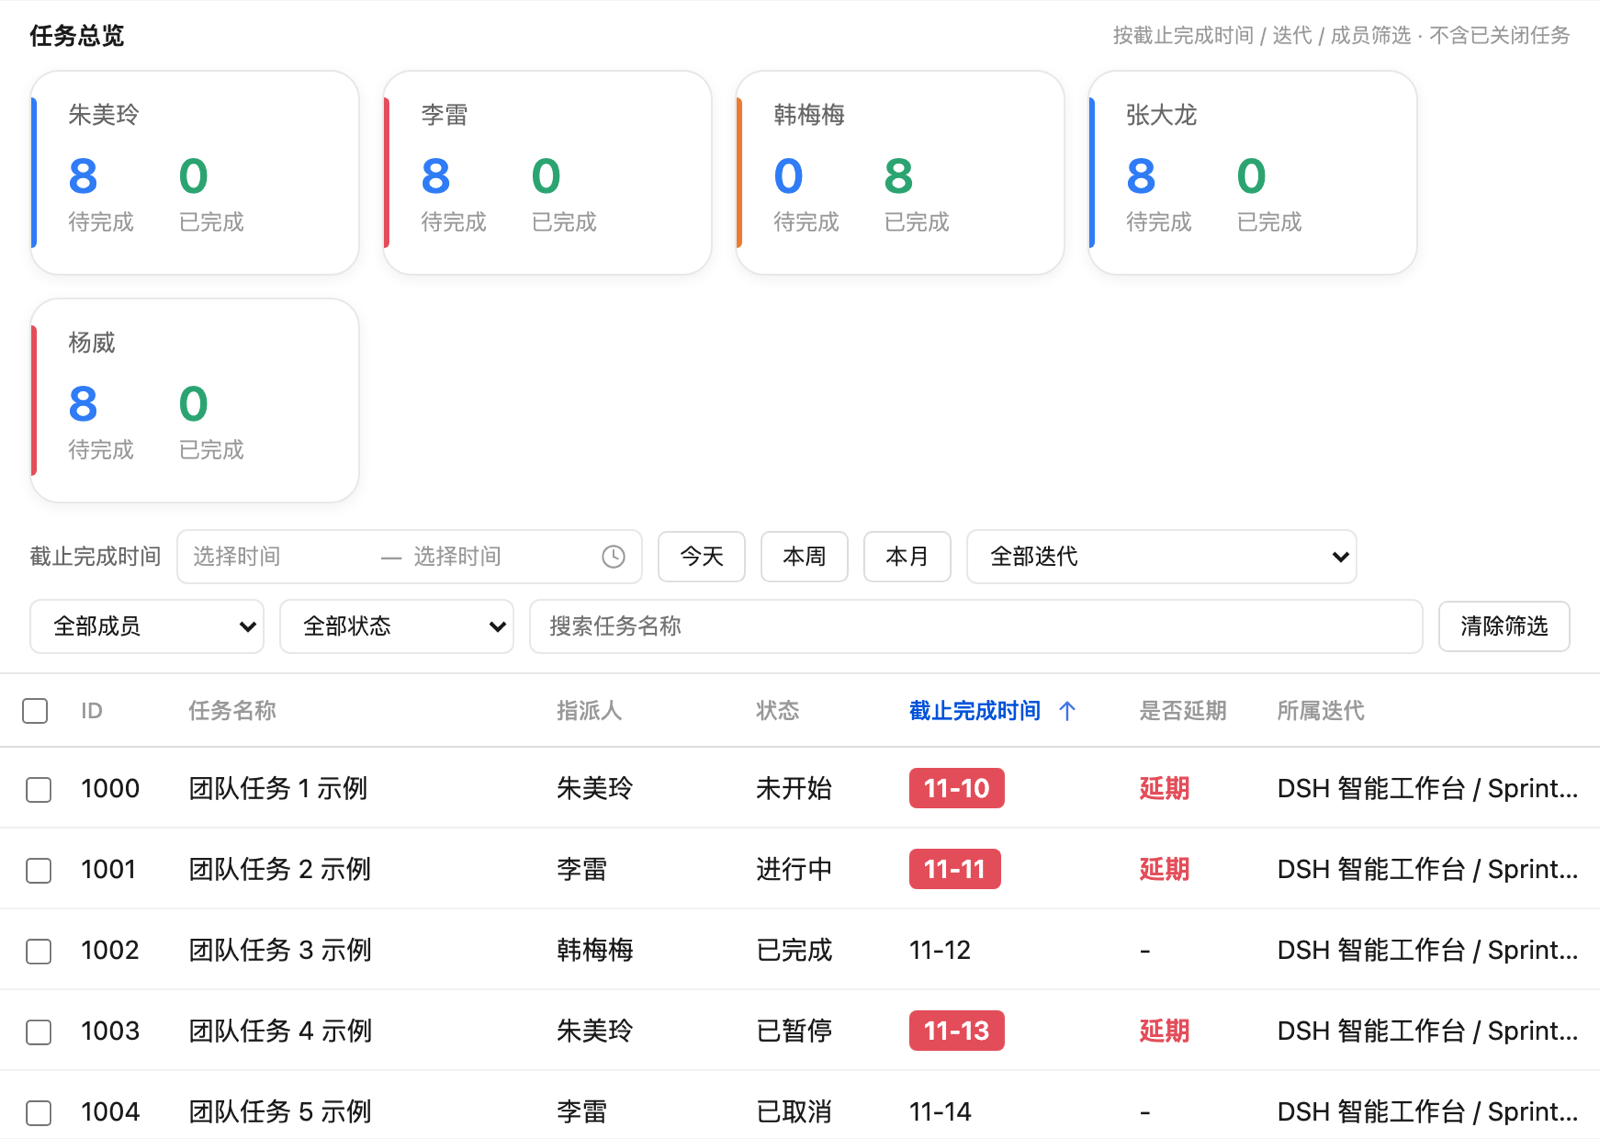 任务总览
按截止完成时间 / 迭代 / 成员筛选 · 不含已关闭任务
朱美玲
8 0
待完成 已完成
李雷
8 0
待完成 已完成
韩梅梅
0 8
待完成 已完成
张大龙
8 0
待完成 已完成
杨威
8 0
待完成 已完成
截止完成时间 选择时间 — 选择时间 今天 本周 本月 全部迭代
全部成员 全部状态 搜索任务名称 清除筛选
ID 任务名称 指派人 状态 截止完成时间 ↑ 是否延期 所属迭代
1000 团队任务 1 示例 朱美玲 未开始 11-10 延期 DSH 智能工作台 / Sprint...
1001 团队任务 2 示例 李雷 进行中 11-11 延期 DSH 智能工作台 / Sprint...
1002 团队任务 3 示例 韩梅梅 已完成 11-12 - DSH 智能工作台 / Sprint...
1003 团队任务 4 示例 朱美玲 已暂停 11-13 延期 DSH 智能工作台 / Sprint...
1004 团队任务 5 示例 李雷 已取消 11-14 - DSH 智能工作台 / Sprint...